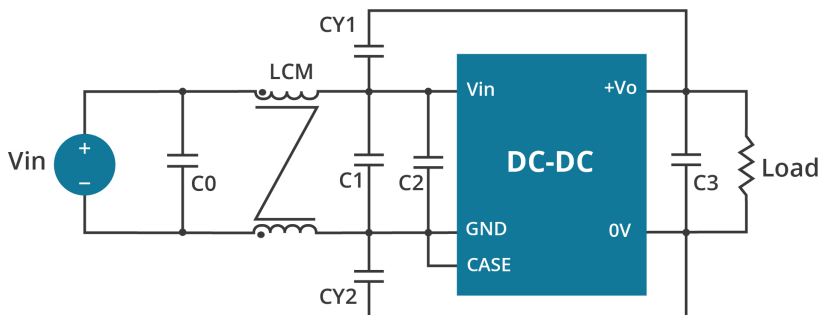 CY1
LCM
Vin
+
−
C0
C1
C2
Vin
+Vo
DC-DC
GND
0V
CASE
C3
Load
CY2